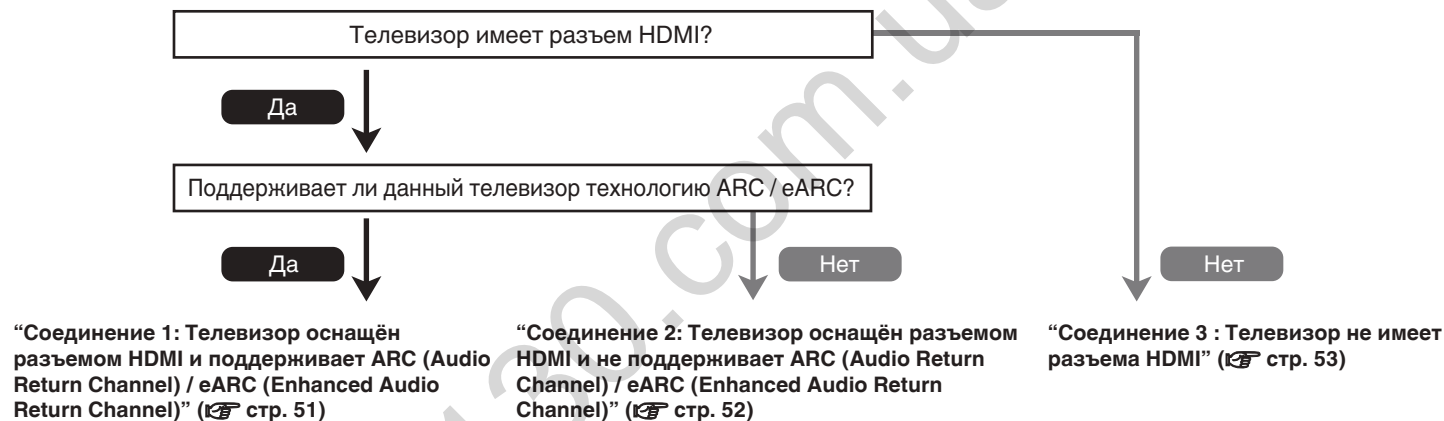 Телевизор имеет разъем HDMI?
Да
Поддерживает ли данный телевизор технологию ARC / eARC?
Да
Нет
Нет
“Соединение 1: Телевизор оснащён
разъемом HDMI и поддерживает ARC (Audio
Return Channel) / eARC (Enhanced Audio
Return Channel)” (☞ стр. 51)
“Соединение 2: Телевизор оснащён разъемом
HDMI и не поддерживает ARC (Audio Return
Channel) / eARC (Enhanced Audio Return
Channel)” (☞ стр. 52)
“Соединение 3 : Телевизор не имеет
разъема HDMI” (☞ стр. 53)